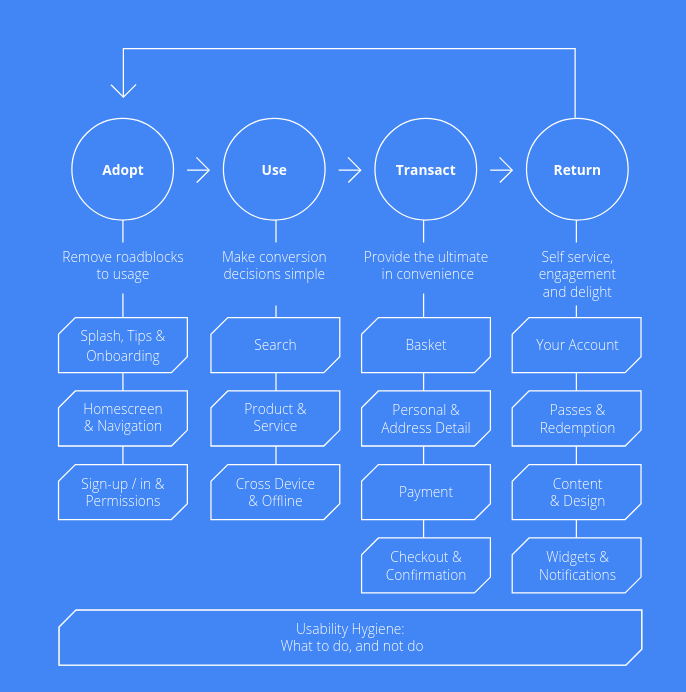 Adopt
Use
Transact
Return
Remove roadblocks
to usage
Make conversion
decisions simple
Provide the ultimate
in convenience
Self service,
engagement
and delight
Splash, Tips &
Onboarding
Search
Basket
Your Account
Homescreen
& Navigation
Product &
Service
Personal &
Address Detail
Passes &
Redemption
Sign-up / in &
Permissions
Cross Device
& Offline
Payment
Content
& Design
Checkout &
Confirmation
Widgets &
Notifications
Usability Hygiene:
What to do, and not do